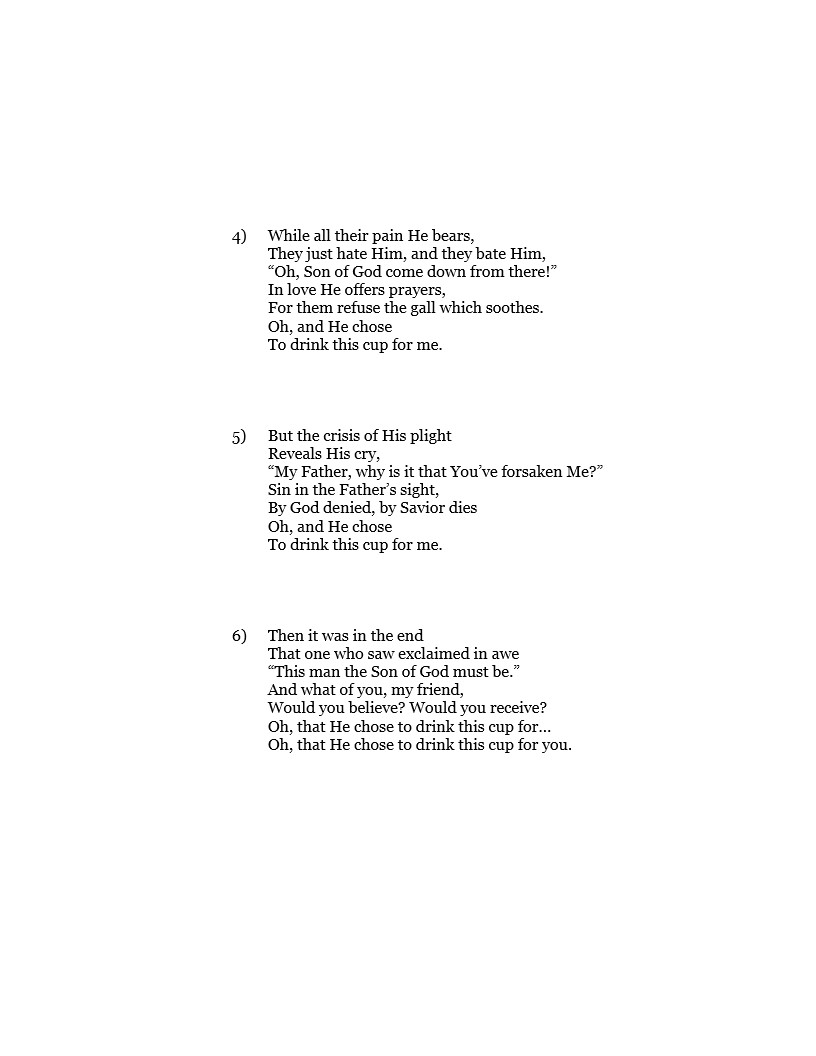 4) While all their pain He bears,
They just hate Him, and they bate Him,
“Oh, Son of God come down from there!”
In love He offers prayers,
For them refuse the gall which soothes.
Oh, and He chose
To drink this cup for me.
5) But the crisis of His plight
Reveals His cry,
“My Father, why is it that You’ve forsaken Me?”
Sin in the Father’s sight,
By God denied, by Savior dies
Oh, and He chose
To drink this cup for me.
6) Then it was in the end
That one who saw exclaimed in awe
“This man the Son of God must be.”
And what of you, my friend,
Would you believe? Would you receive?
Oh, that He chose to drink this cup for…
Oh, that He chose to drink this cup for you.